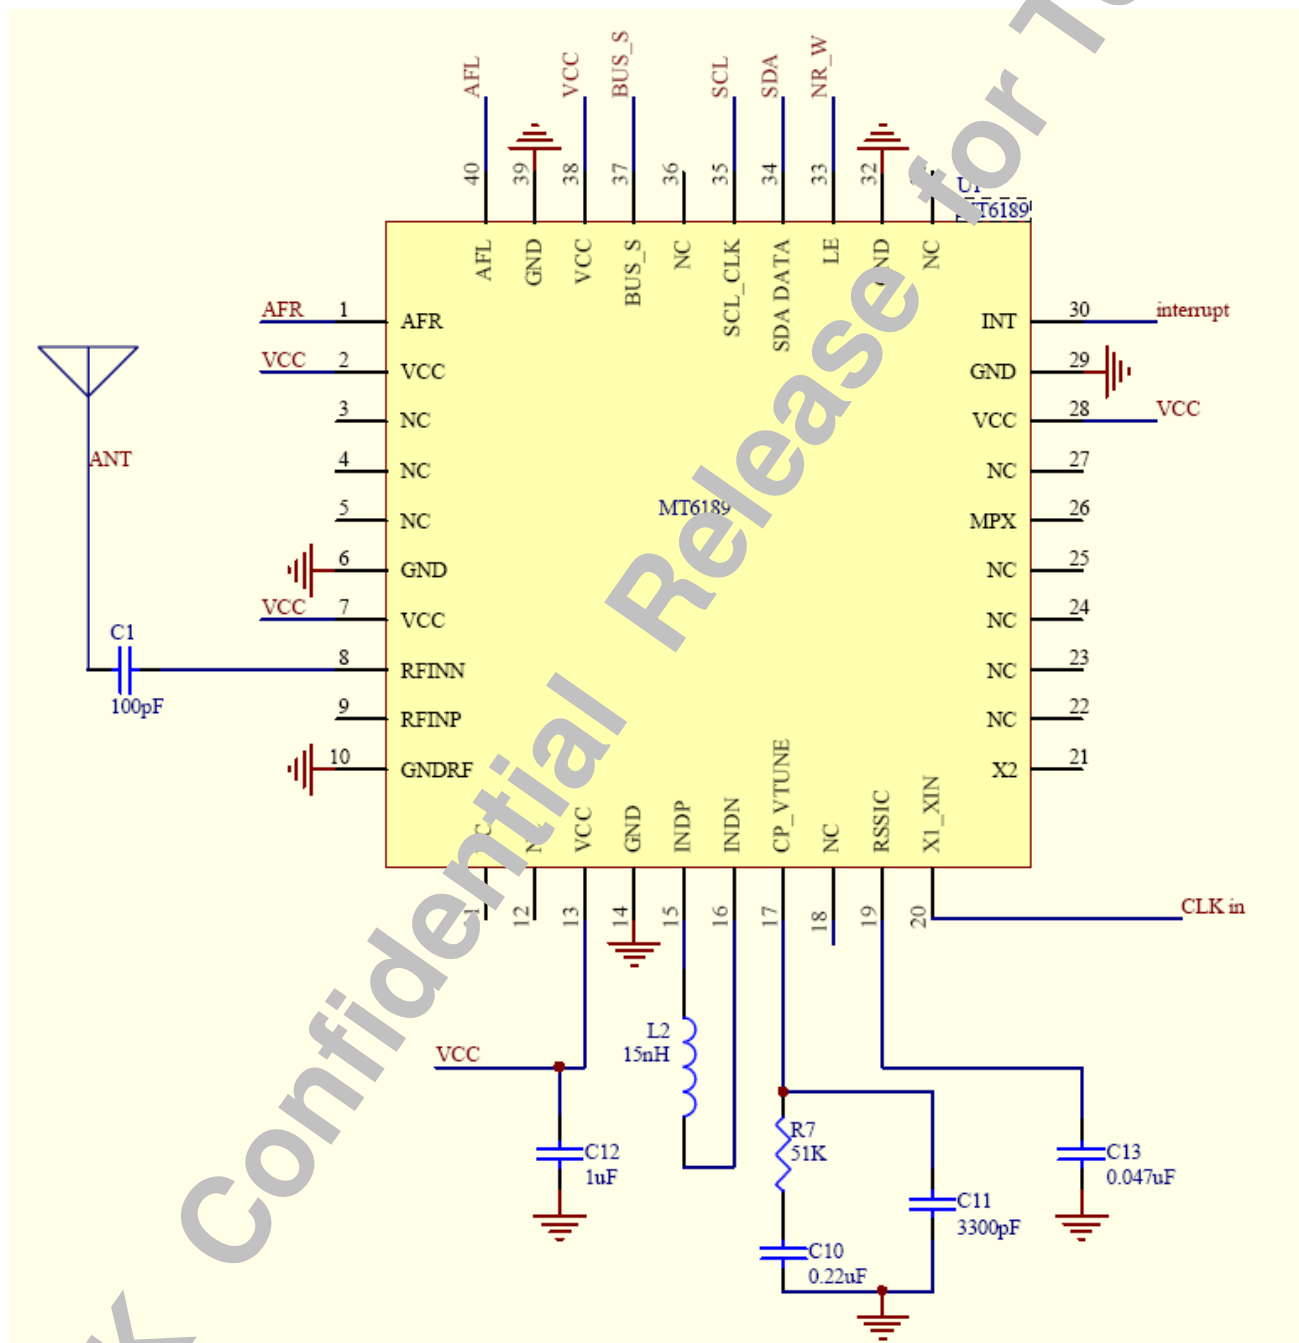 AFL
VCC
BUS_S
SCL
SDA
NR_W
40
39
38
37
36
35
34
33
32
U1
MT6189
AFL
GND
VCC
BUS_S
NC
SCL_CLK
SDA DATA
LE
NC
AFR 1 AFR
INT 30 interrupt
VCC 2 VCC
GND 29
3 NC
VCC 28 VCC
4 NC
NC 27
ANT
5 NC
MPX 26
MT6189
6 GND
NC 25
VCC 7 VCC
NC 24
C1
100pF
8 RFINN
NC 23
9 RFINP
NC 22
10 GNDRF
X2 21
VCC
GND
INDP
INDN
CP_VTUNE
NC
RSSIC
X1_XIN
12
13
14
15
16
17
18
19
20
CLK in
VCC
L2
15nH
C12
1uF
R7
51K
C13
0.047uF
C11
3300pF
C10
0.22uF
Confidential Release for